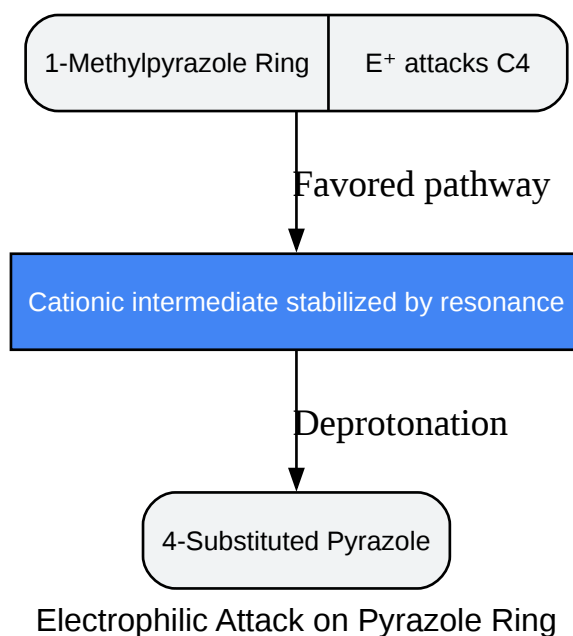 1-Methylpyrazole Ring
E⁺ attacks C4
Favored pathway
Cationic intermediate stabilized by resonance
Deprotonation
4-Substituted Pyrazole
Electrophilic Attack on Pyrazole Ring